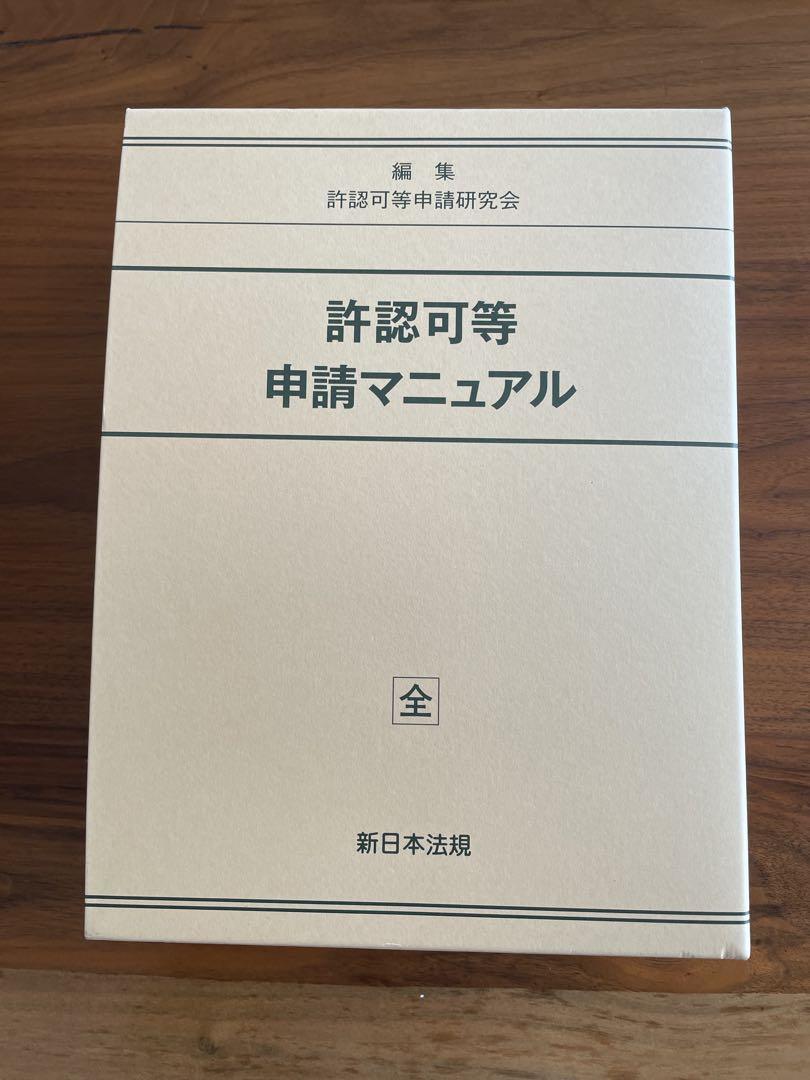 編 集
許認可等申請研究会
許認可等
申請マニュアル
全
新日本法規